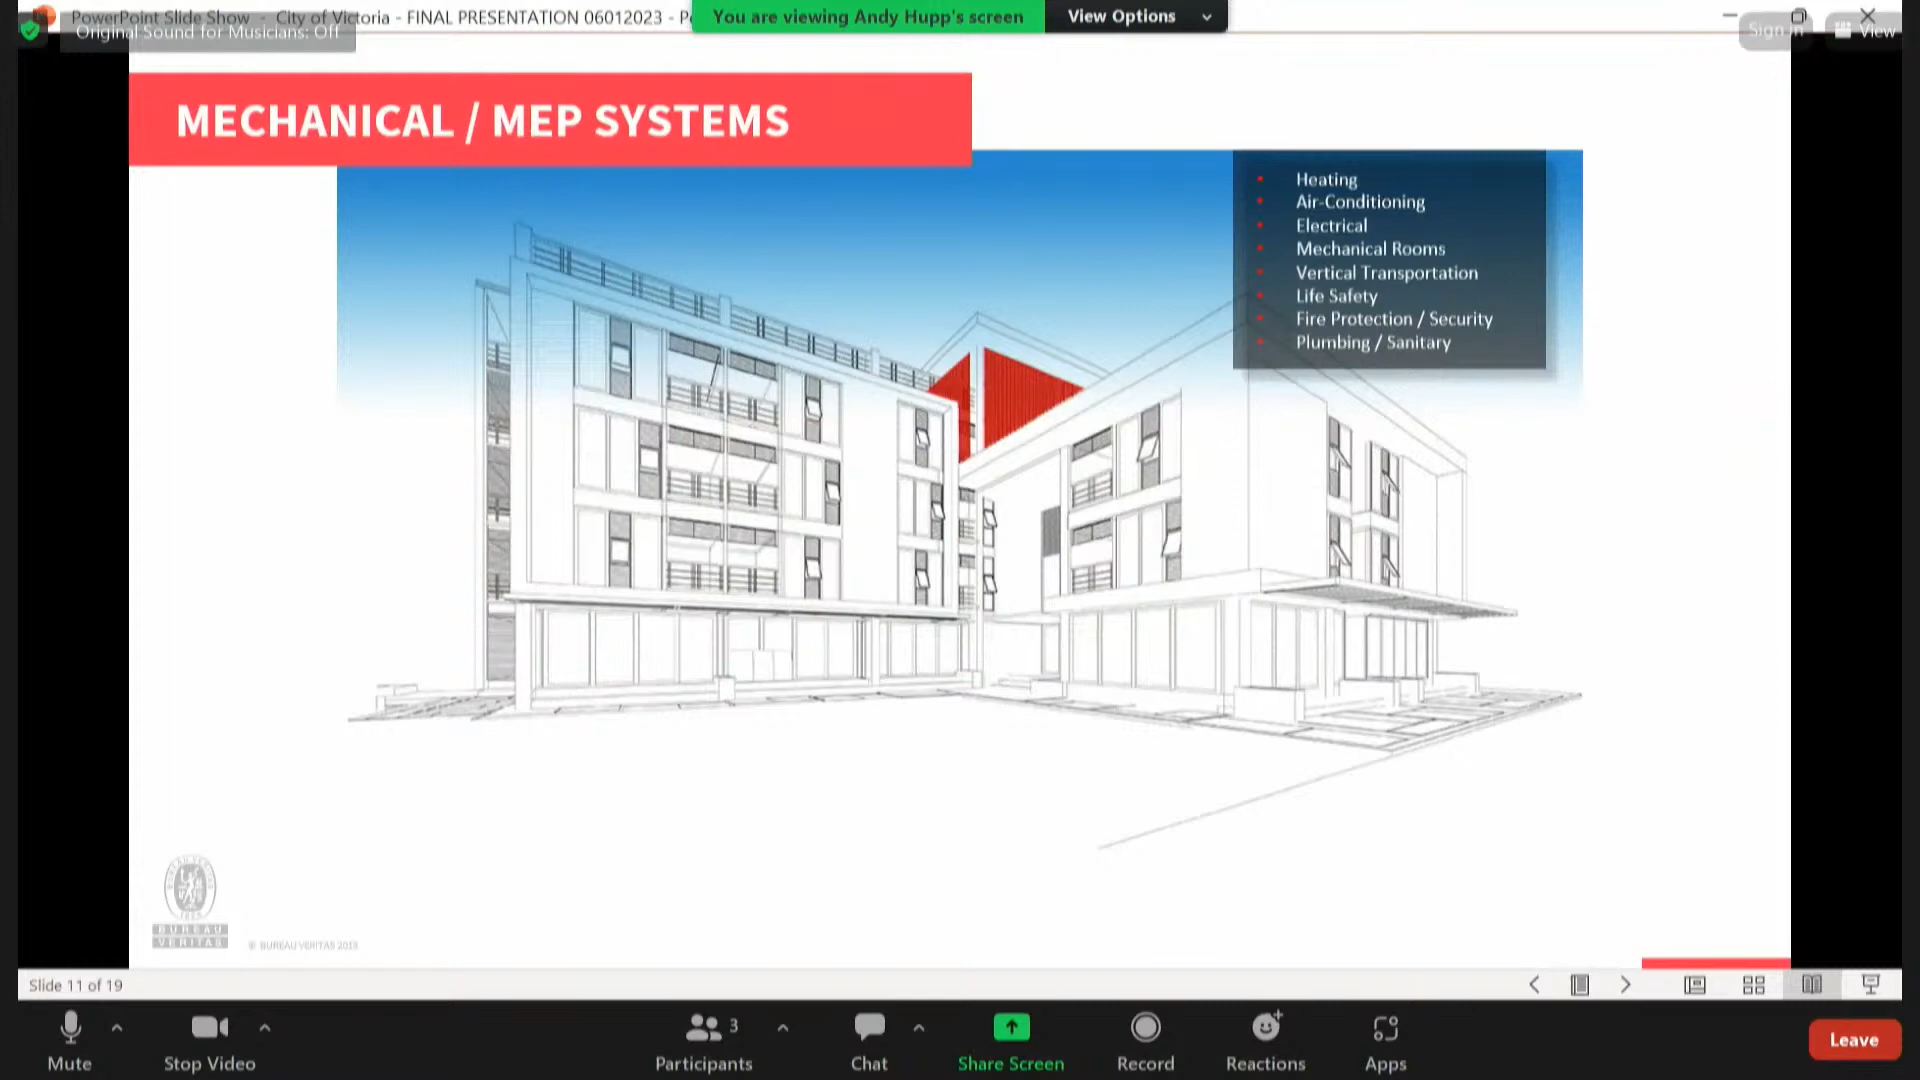 PowerPoint Slide Show - City of Victoria - FINAL PRESENTATION 06012023 - P
You are viewing Andy Hupp's screen
View Options
Original Sound for Musicians: Off
Sign in
View
MECHANICAL / MEP SYSTEMS
• Heating
• Air-Conditioning
• Electrical
• Mechanical Rooms
• Vertical Transportation
• Life Safety
• Fire Protection / Security
• Plumbing / Sanitary
BUREAU
VERITAS
Slide 11 of 19
Mute
Stop Video
3
Participants
Chat
Share Screen
Record
Reactions
Apps
Leave